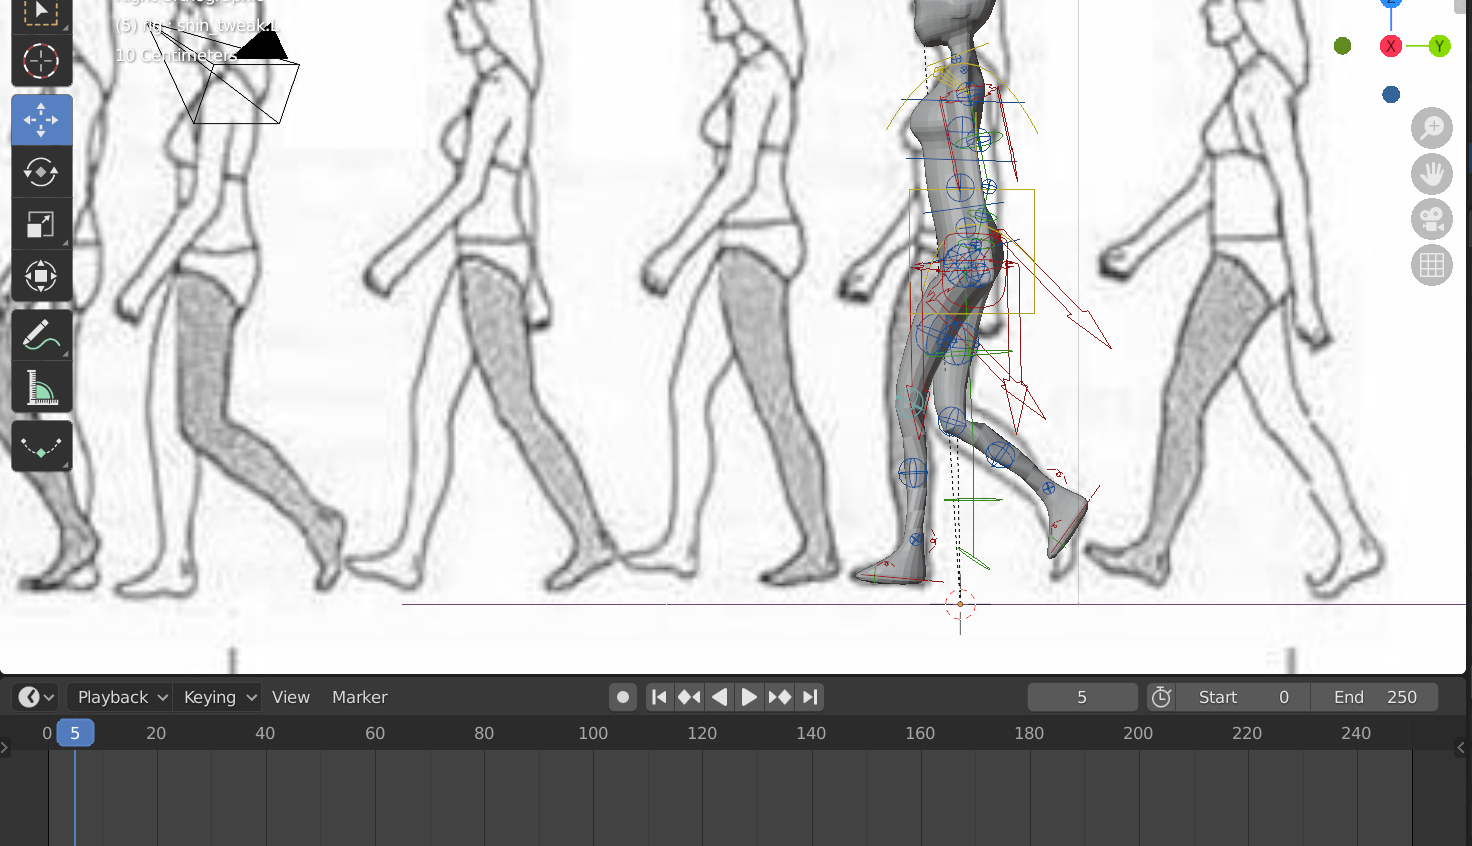 (5) rig : shin_tweak.L
10 Centimeters
Z
X
Y
Playback
Keying
View
Marker
5
Start 0
End 250
0 5 20 40 60 80 100 120 140 160 180 200 220 240